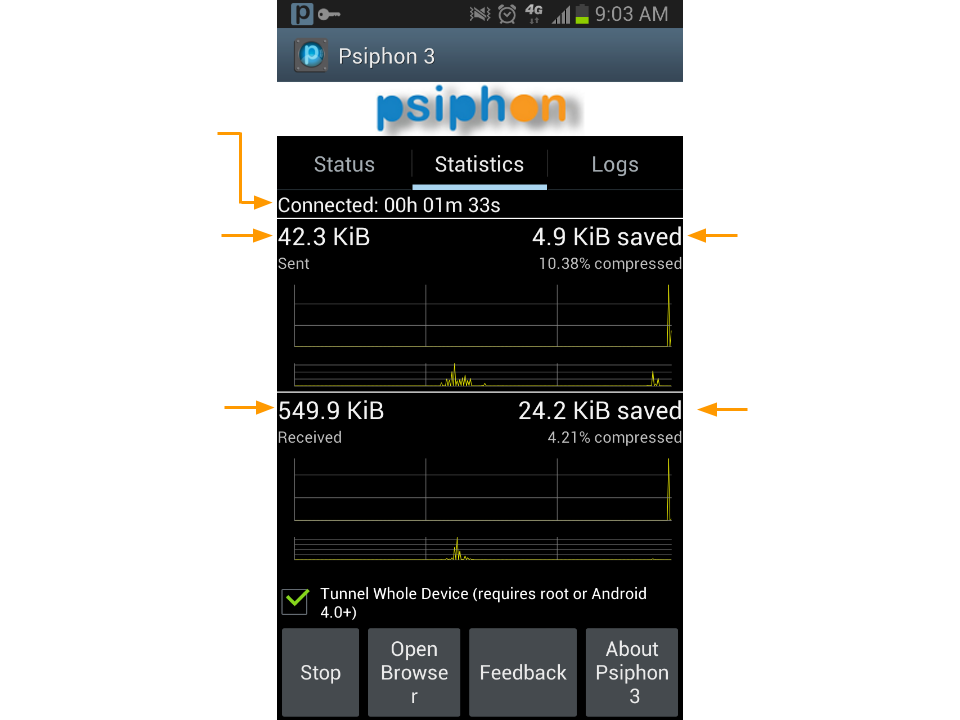 4G 9:03 AM
Psiphon 3
psiphon
Status Statistics Logs
Connected: 00h 01m 33s
42.3 KiB 4.9 KiB saved
Sent 10.38% compressed
549.9 KiB 24.2 KiB saved
Received 4.21% compressed
Tunnel Whole Device (requires root or Android
4.0+)
Stop
Open
Browse
r
Feedback
About
Psiphon
3